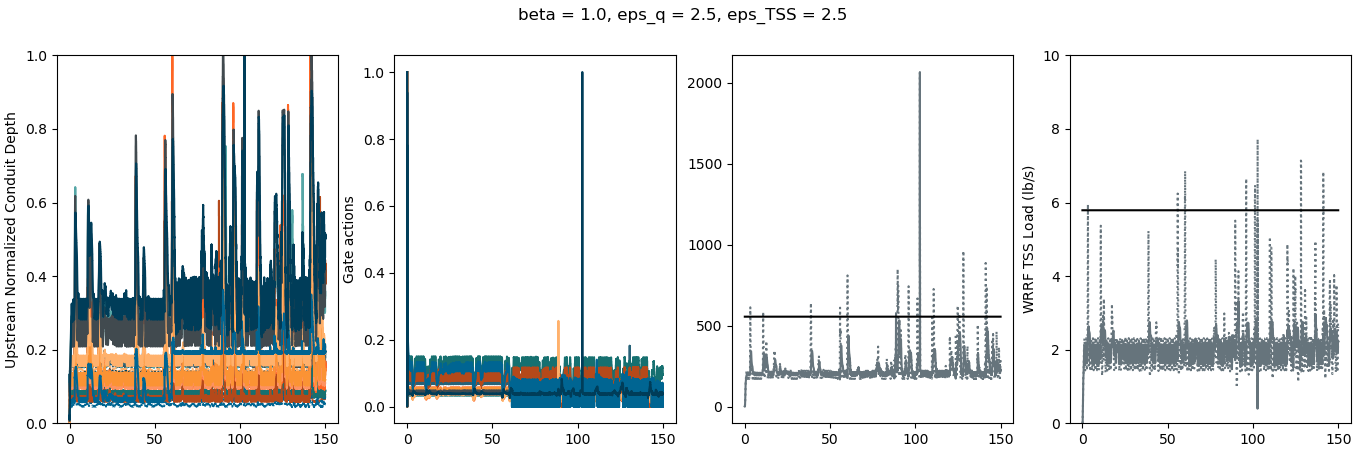 beta = 1.0, eps_q = 2.5, eps_TSS = 2.5
Upstream Normalized Conduit Depth
1.0
0.8
0.6
0.4
0.2
0.0
0 50 100 150
Gate actions
1.0
0.8
0.6
0.4
0.2
0.0
0 50 100 150
2000
1500
1000
500
0
0 50 100 150
WRRF TSS Load (lb/s)
10
8
6
4
2
0
0 50 100 150